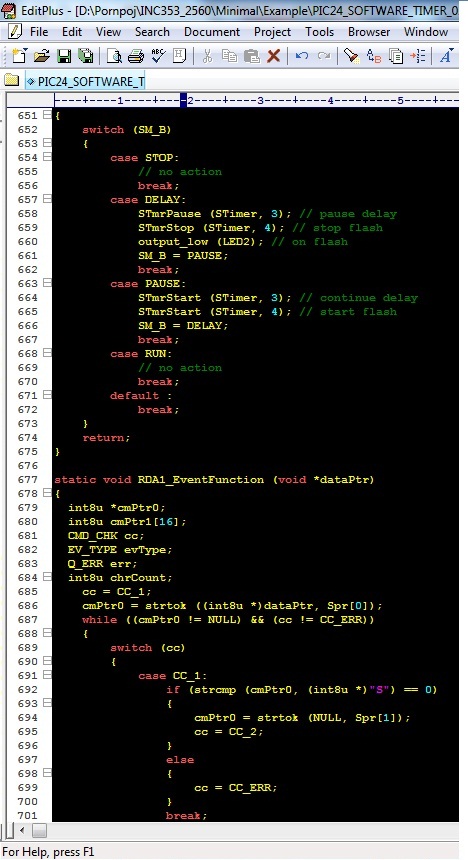 EditPlus - [D:\Pornpoj\INC353_2560\Minimal\Example\PIC24_SOFTWARE_TIMER_0
File Edit View Search Document Project Tools Browser Window
PIC24_SOFTWARE_T
----+----1----+----2----+----3----+----4----+----5----
651 {
652     switch (SM_B)
653     {
654         case STOP:
655             // no action
656             break;
657         case DELAY:
658             STmrPause (STimer, 3); // pause delay
659             STmrStop (STimer, 4); // stop flash
660             output_low (LED2); // on flash
661             SM_B = PAUSE;
662             break;
663         case PAUSE:
664             STmrStart (STimer, 3); // continue delay
665             STmrStart (STimer, 4); // start flash
666             SM_B = DELAY;
667             break;
668         case RUN:
669             // no action
670             break;
671         default :
672             break;
673     }
674     return;
675 }
676
677 static void RDA1_EventFunction (void *dataPtr)
678 {
679   int8u *cmPtr0;
680   int8u cmPtr1[16];
681   CMD_CHK cc;
682   EV_TYPE evType;
683   Q_ERR err;
684   int8u chrCount;
685     cc = CC_1;
686     cmPtr0 = strtok ((int8u *)dataPtr, Spr[0]);
687     while ((cmPtr0 != NULL) && (cc != CC_ERR))
688     {
689         switch (cc)
690         {
691             case CC_1:
692                 if (strcmp (cmPtr0, (int8u *)"S") == 0)
693                 {
694                     cmPtr0 = strtok (NULL, Spr[1]);
695                     cc = CC_2;
696                 }
697                 else
698                 {
699                     cc = CC_ERR;
700                 }
701                 break;
For Help, press F1